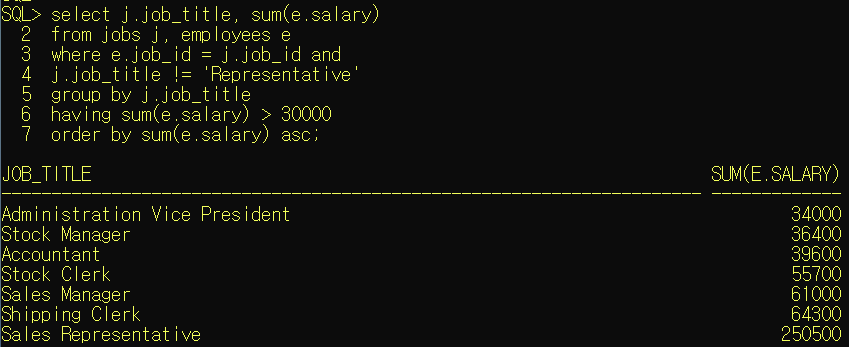 SQL> select j.job_title, sum(e.salary)
2 from jobs j, employees e
3 where e.job_id = j.job_id and
4 j.job_title != 'Representative'
5 group by j.job_title
6 having sum(e.salary) > 30000
7 order by sum(e.salary) asc;
JOB_TITLE SUM(E.SALARY)
Administration Vice President 34000
Stock Manager 36400
Accountant 39600
Stock Clerk 55700
Sales Manager 61000
Shipping Clerk 64300
Sales Representative 250500